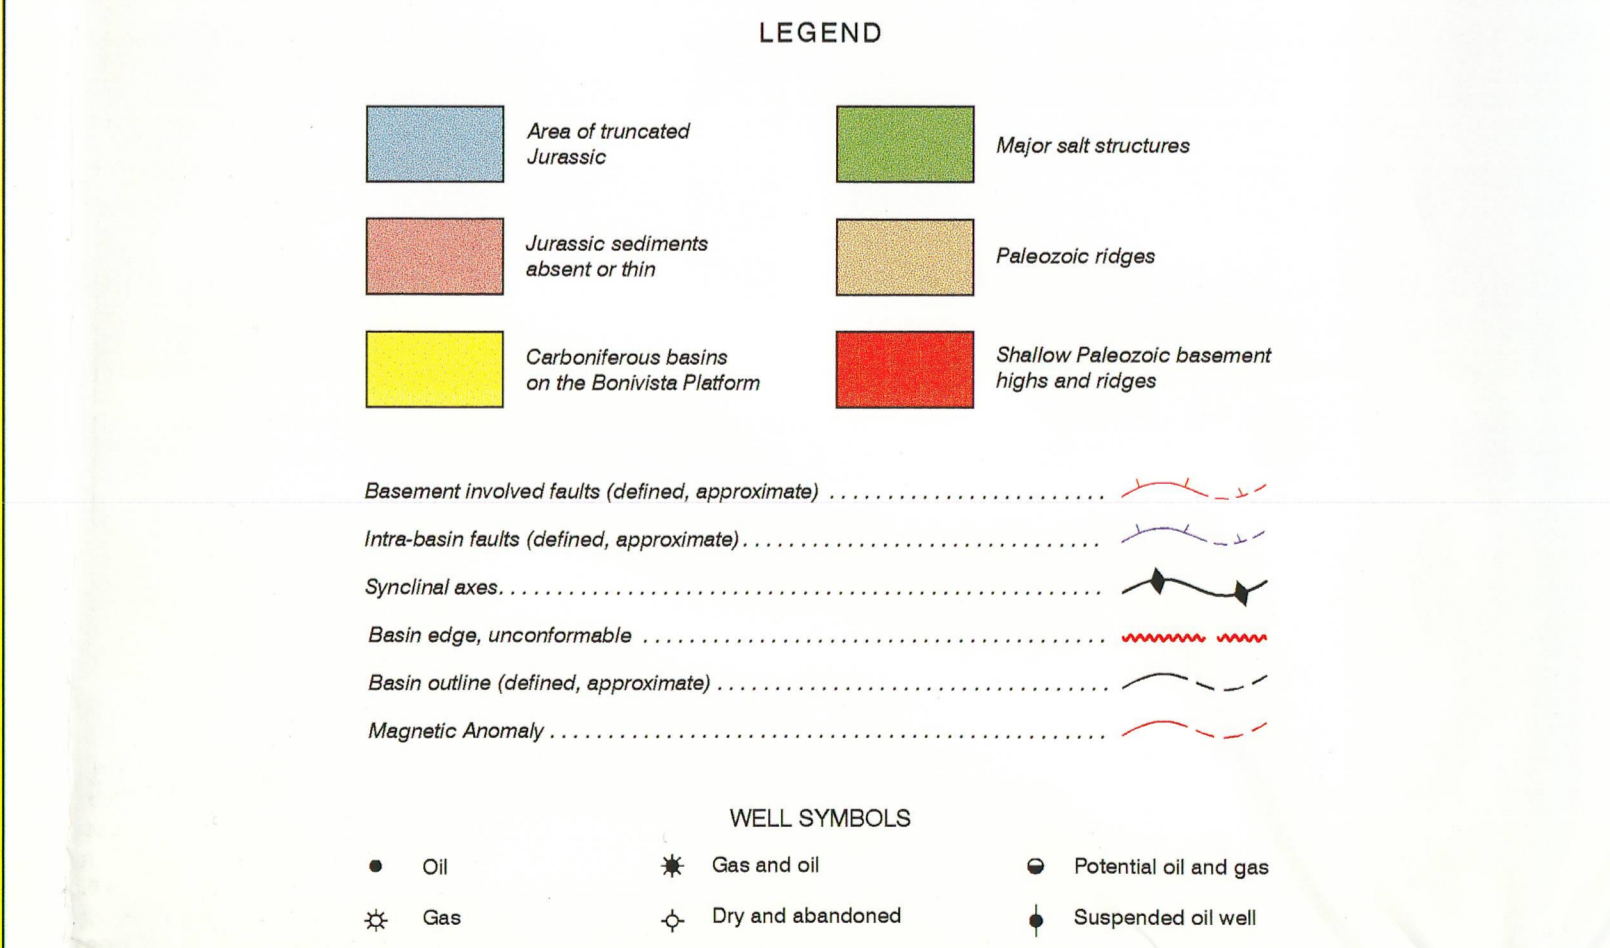 LEGEND
Area of truncated
Jurassic
Major salt structures
Jurassic sediments
absent or thin
Paleozoic ridges
Carboniferous basins
on the Bonivista Platform
Shallow Paleozoic basement
highs and ridges
Basement involved faults (defined, approximate) ........................
Intra-basin faults (defined, approximate)...............................
Synclinal axes....................................................
Basin edge, unconformable ........................................
Basin outline (defined, approximate) ..................................
Magnetic Anomaly ................................................
WELL SYMBOLS
Oil
Gas and oil
Potential oil and gas
Gas
Dry and abandoned
Suspended oil well